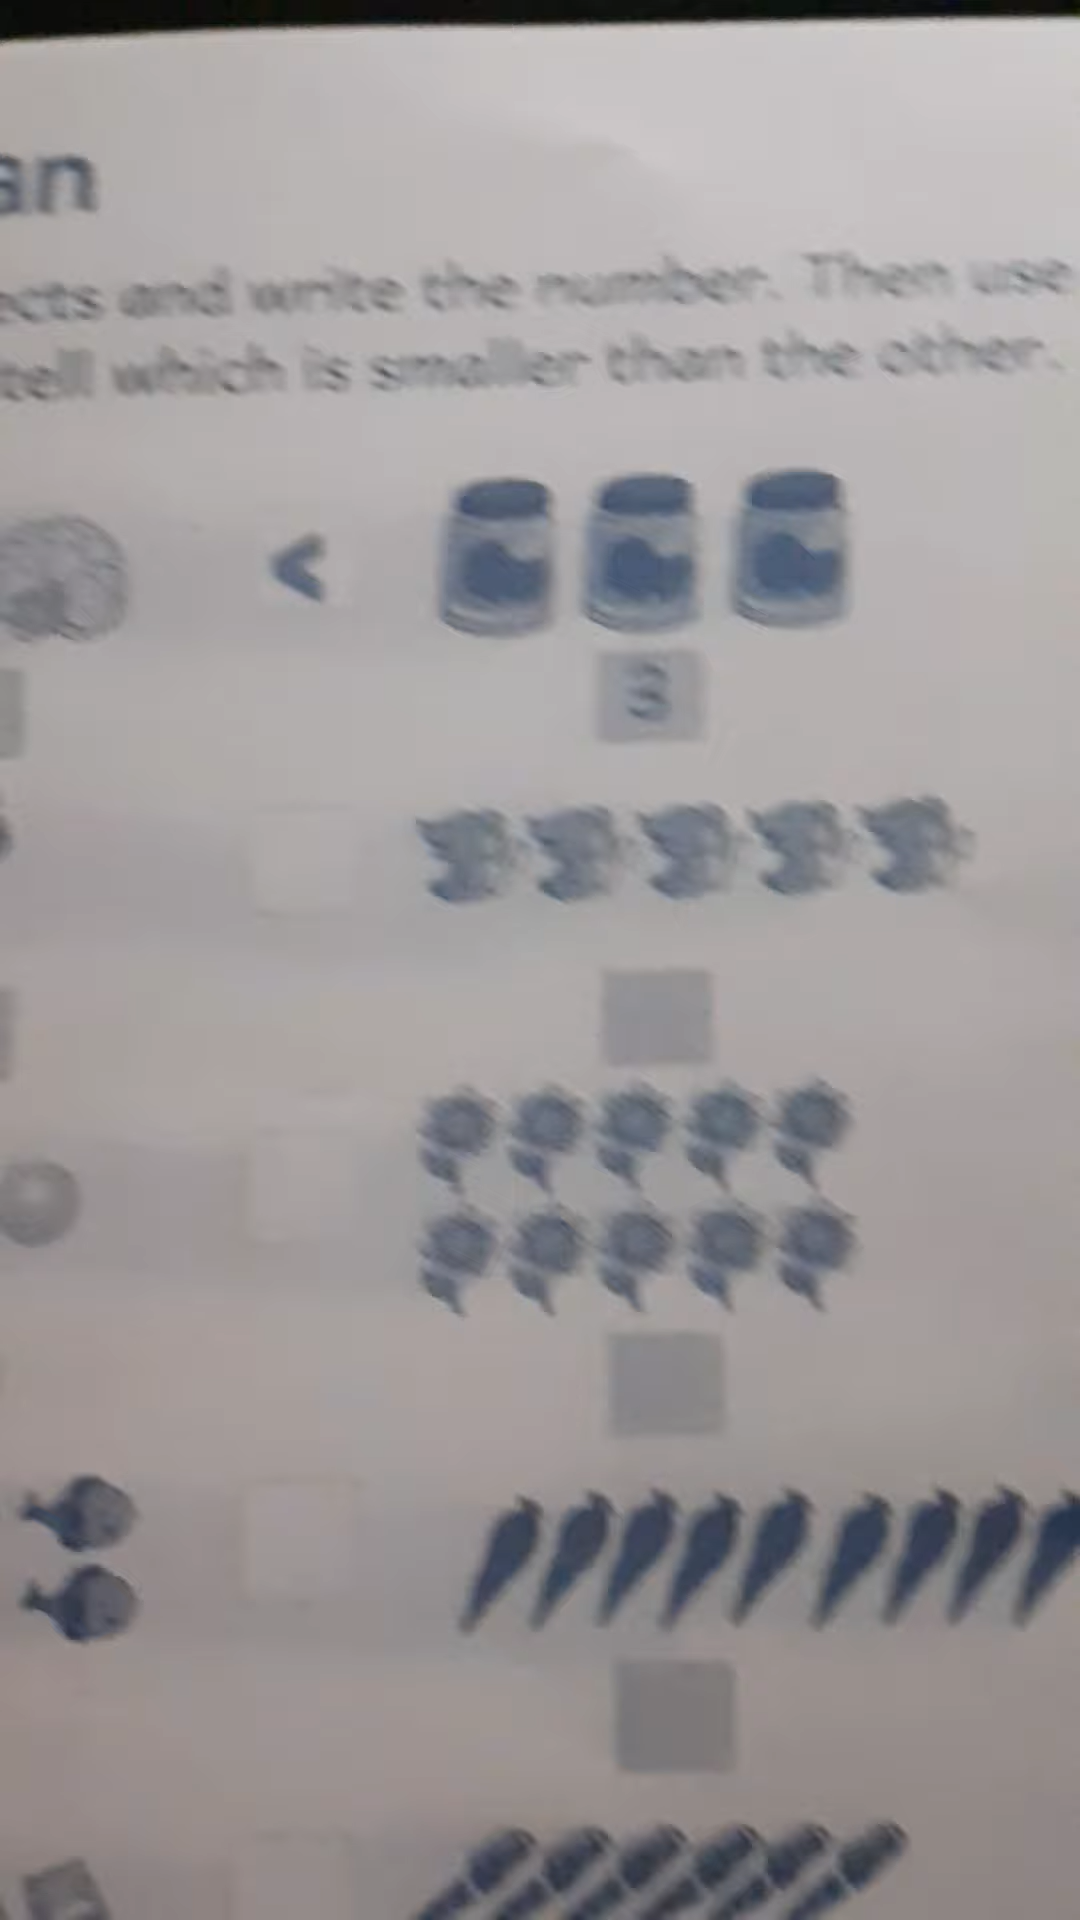 an
ects and write the number. Then use
tell which is smaller than the other.
<
3